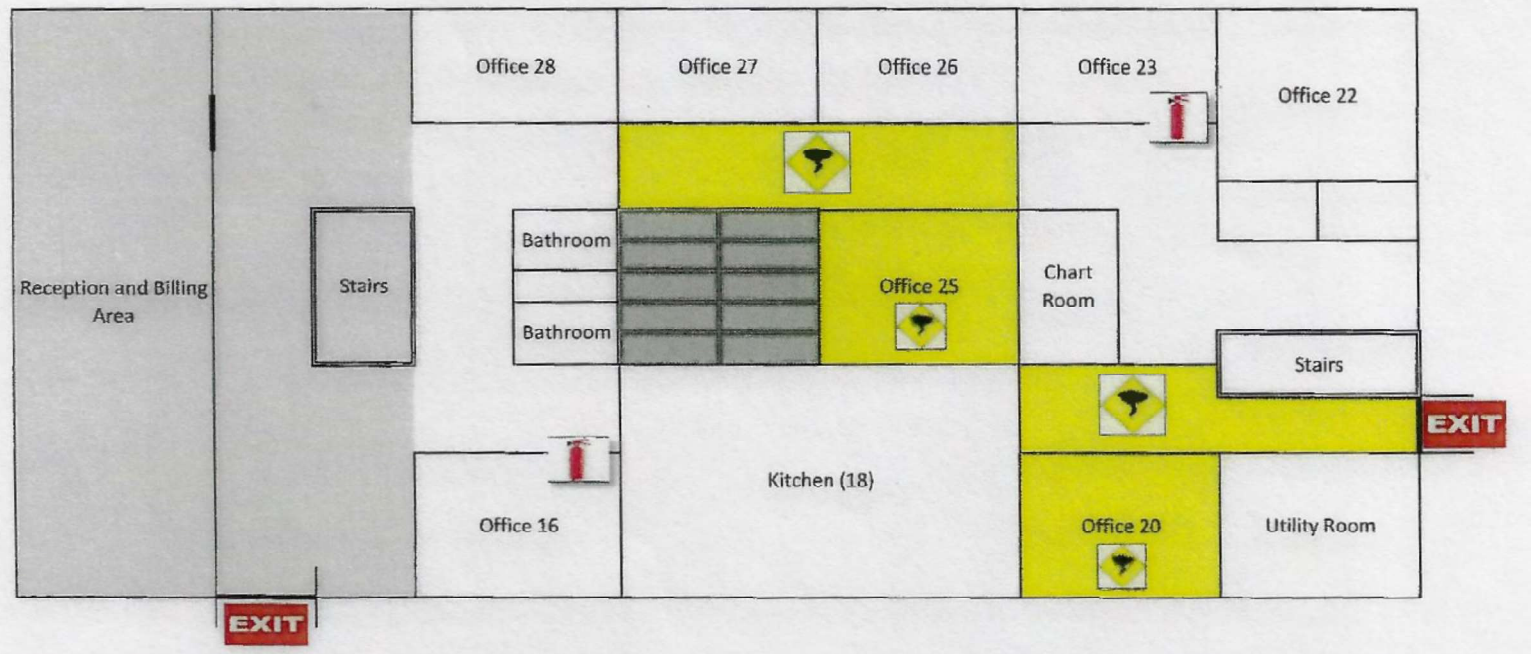 Office 28
Office 27
Office 26
Office 23
Office 22
Bathroom
Reception and Billing
Area
Stairs
Office 25
Chart
Room
Bathroom
Stairs
EXIT
Kitchen (18)
Office 16
Office 20
Utility Room
EXIT